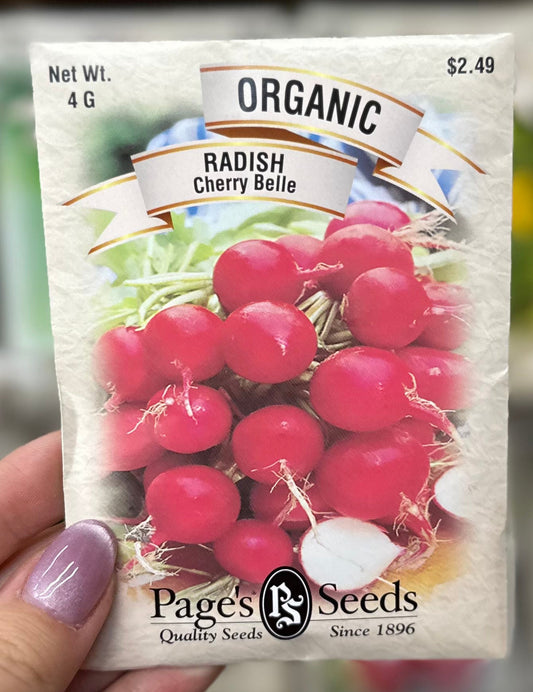 Net Wt.
4 G
$2.49
ORGANIC
RADISH
Cherry Belle
Page's PS Seeds
Quality Seeds Since 1896